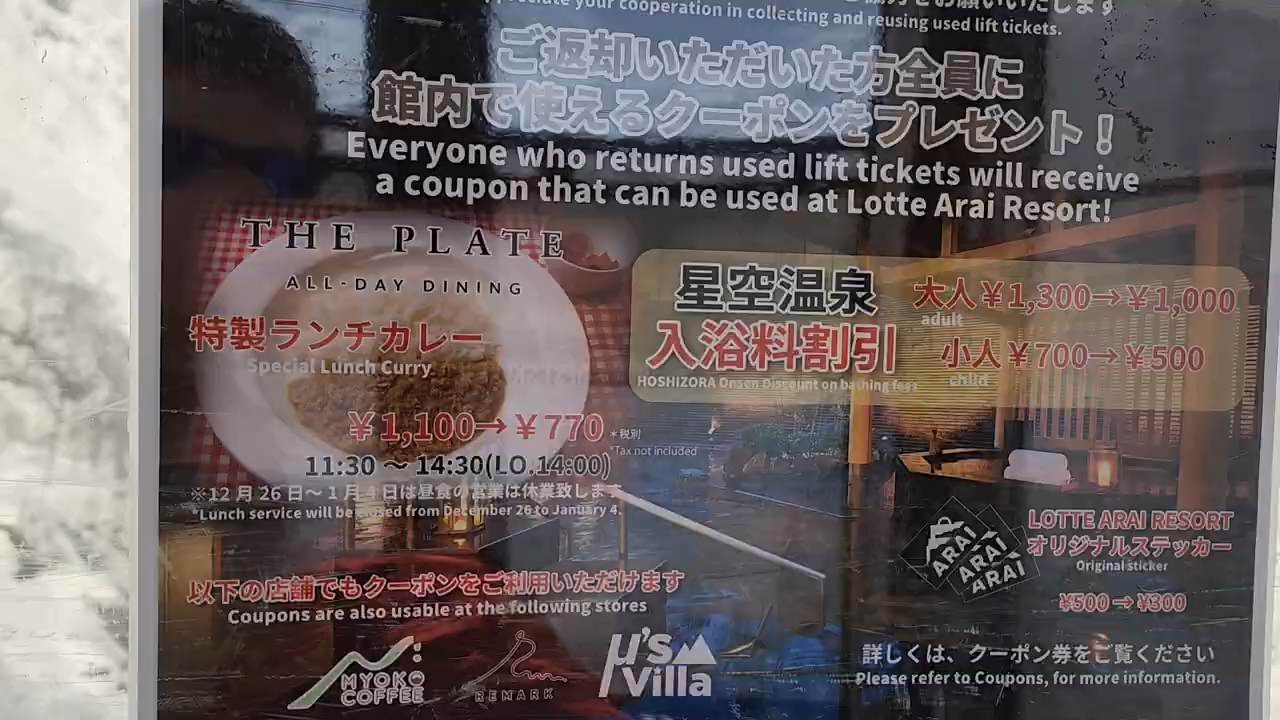 ciate your cooperation in collecting and reusing used lift tickets.
ご返却いただいた方全員に
館内で使えるクーポンをプレゼント！
Everyone who returns used lift tickets will receive
a coupon that can be used at Lotte Arai Resort!
THE PLATE
ALL-DAY DINING
特製ランチカレー
Special Lunch Curry
￥1,100→￥770
＊税別
*Tax not included
11:30 〜 14:30(LO.14:00)
※12月26日〜1月4日は昼食の営業は休業致します
*Lunch service will be closed from December 26 to January 4.
星空温泉
入浴料割引
HOSHIZORA Onsen Discount on bathing fees
大人￥1,300→￥1,000
adult
小人￥700→￥500
child
ARAI
ARAI
ARAI
LOTTE ARAI RESORT
オリジナルステッカー
Original sticker
¥500→¥300
以下の店舗でもクーポンをご利用いただけます
Coupons are also usable at the following stores
MYOKO
COFFEE
REMARK
μ's
Villa
詳しくは、クーポン券をご覧ください
Please refer to Coupons, for more information.